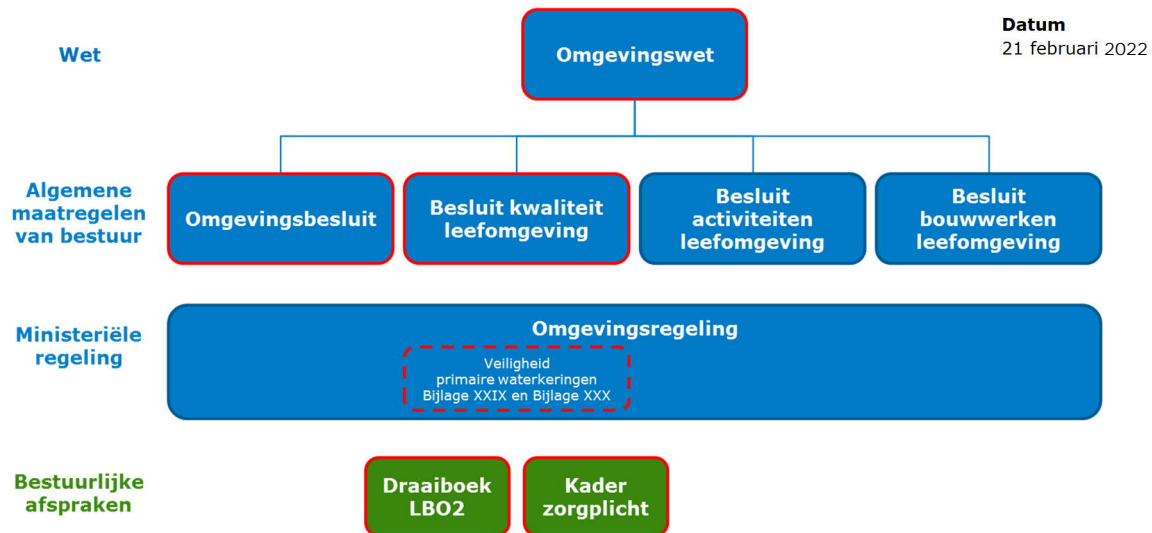 Wet
Omgevingswet
Datum
21 februari 2022
Algemene
maatregelen
van bestuur
Omgevingsbesluit
Besluit kwaliteit
leefomgeving
Besluit
activiteiten
leefomgeving
Besluit
bouwwerken
leefomgeving
Ministeriële
regeling
Omgevingsregeling
Veiligheid
primaire waterkeringen
Bijlage XXIX en Bijlage XXX
Bestuurlijke
afspraken
Draaiboek
LBO2
Kader
zorgplicht